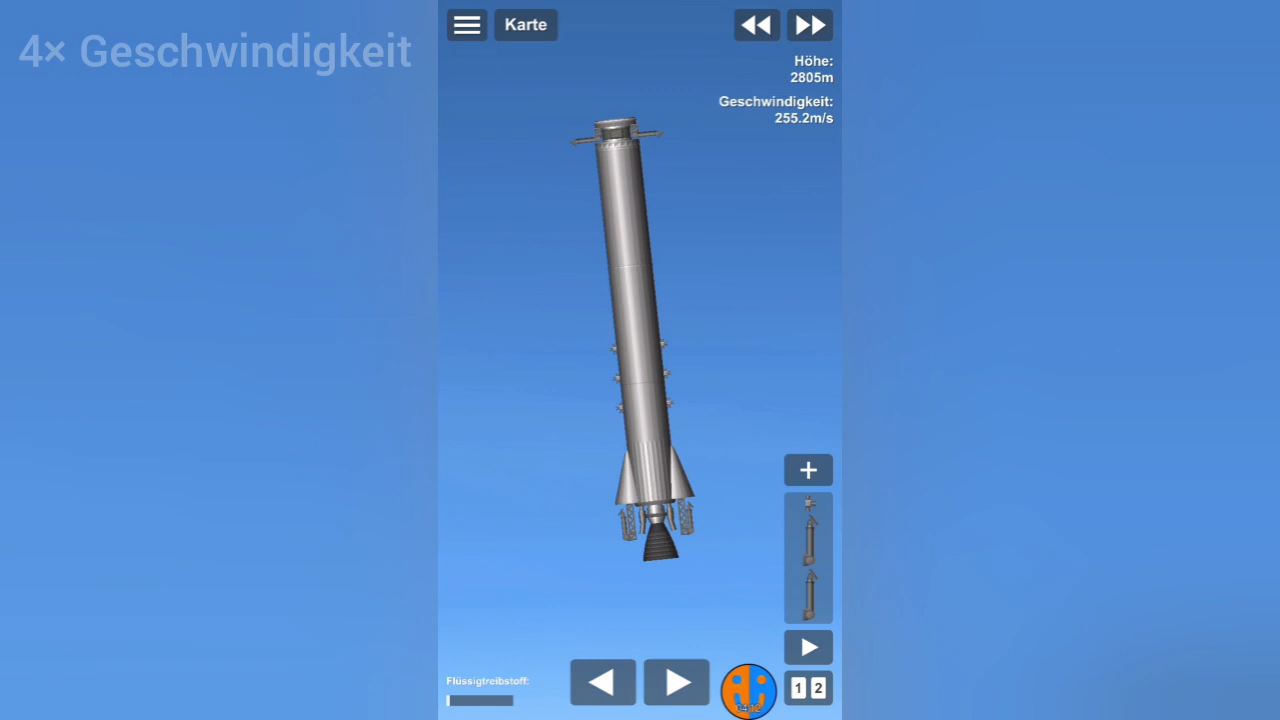 4× Geschwindigkeit
Karte
Höhe:
2805m
Geschwindigkeit:
255.2m/s
Flüssigtreibstoff:
1 2